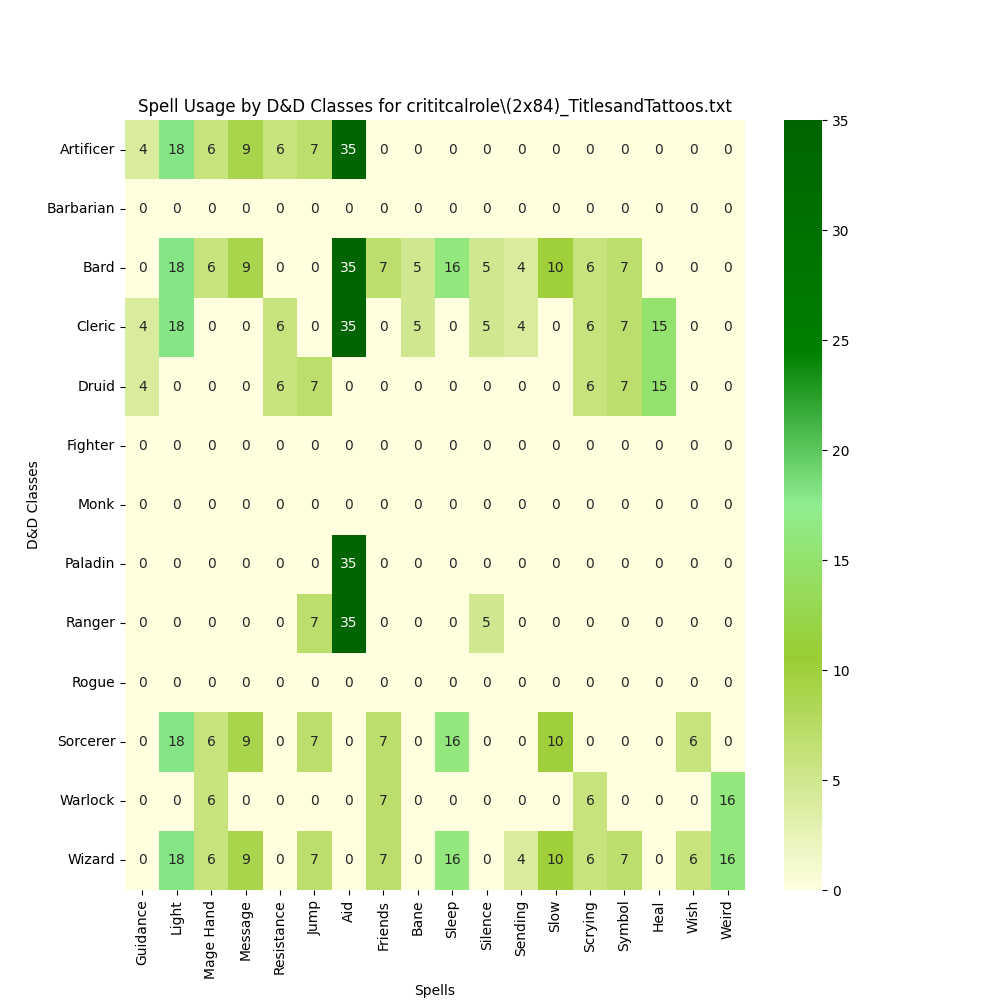 Spell Usage by D&D Classes for crititcalrole\(2x84)_TitlesandTattoos.txt
Artificer 4 18 6 9 6 7 35 0 0 0 0 0 0 0 0 0 0 0
Barbarian 0 0 0 0 0 0 0 0 0 0 0 0 0 0 0 0 0 0
Bard 0 18 6 9 0 0 35 7 5 16 5 4 10 6 7 0 0 0
Cleric 4 18 0 0 6 0 35 0 5 0 5 4 0 6 7 15 0 0
Druid 4 0 0 0 6 7 0 0 0 0 0 0 0 6 7 15 0 0
Fighter 0 0 0 0 0 0 0 0 0 0 0 0 0 0 0 0 0 0
Monk 0 0 0 0 0 0 0 0 0 0 0 0 0 0 0 0 0 0
Paladin 0 0 0 0 0 0 35 0 0 0 0 0 0 0 0 0 0 0
Ranger 0 0 0 0 0 7 35 0 0 0 5 0 0 0 0 0 0 0
Rogue 0 0 0 0 0 0 0 0 0 0 0 0 0 0 0 0 0 0
Sorcerer 0 18 6 9 0 7 0 7 0 16 0 0 10 0 0 0 6 0
Warlock 0 0 6 0 0 0 0 7 0 0 0 0 0 6 0 0 0 16
Wizard 0 18 6 9 0 7 0 7 0 16 0 4 10 6 7 0 6 16
D&D Classes
Guidance Light Mage Hand Message Resistance Jump Aid Friends Bane Sleep Silence Sending Slow Scrying Symbol Heal Wish Weird
Spells
35
30
25
20
15
10
5
0